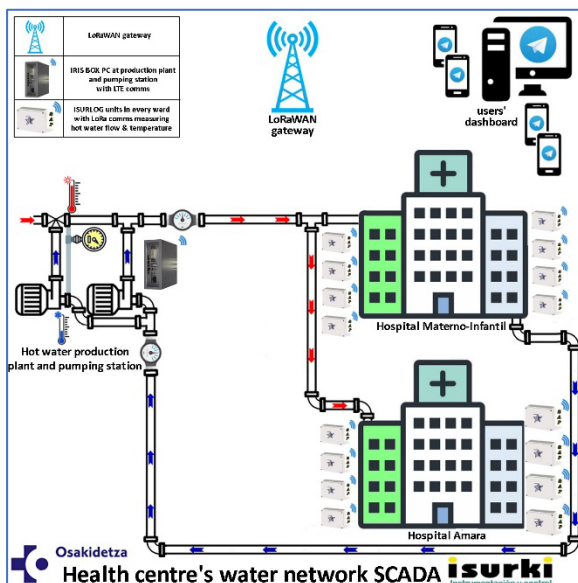 LoRaWAN gateway
IRIS BOX PC at production plant
and pumping station
with LTE comms
ISURLOG units in every ward
with LoRa comms measuring
hot water flow & temperature
LoRaWAN
gateway
users'
dashboard
Hospital Materno-Infantil
Hot water production
plant and pumping station
Hospital Amara
Osakidetza
Health centre's water network SCADA
isurki
Instrumentación y control